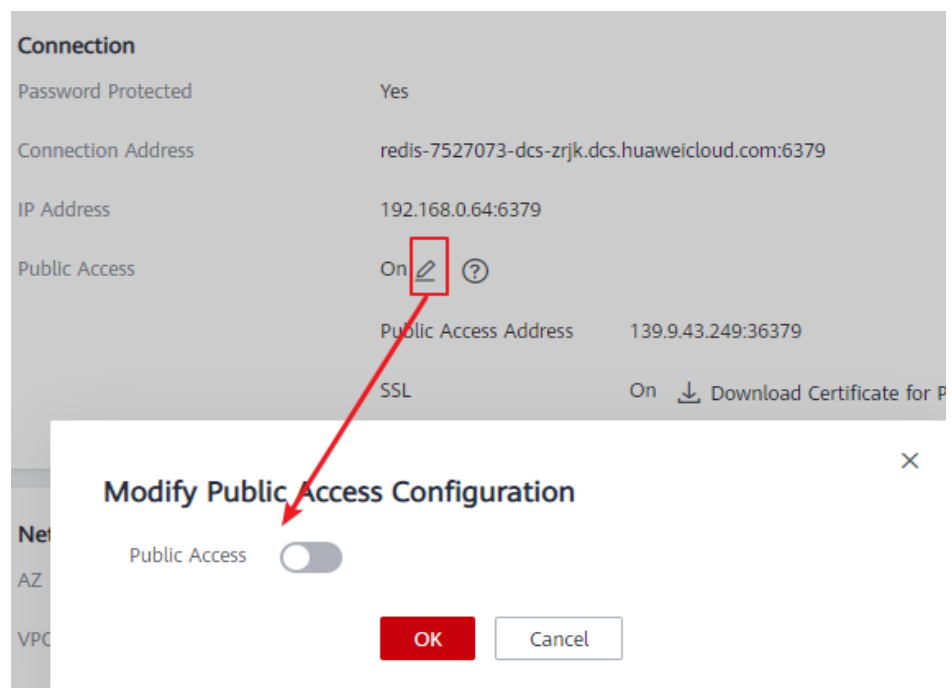 Connection
Password Protected Yes
Connection Address redis-7527073-dcs-zrjk.dcs.huaweicloud.com:6379
IP Address 192.168.0.64:6379
Public Access On ?
Public Access Address 139.9.43.249:36379
SSL On Download Certificate for P
Modify Public Access Configuration
Net
Public Access
AZ
VPC
OK Cancel